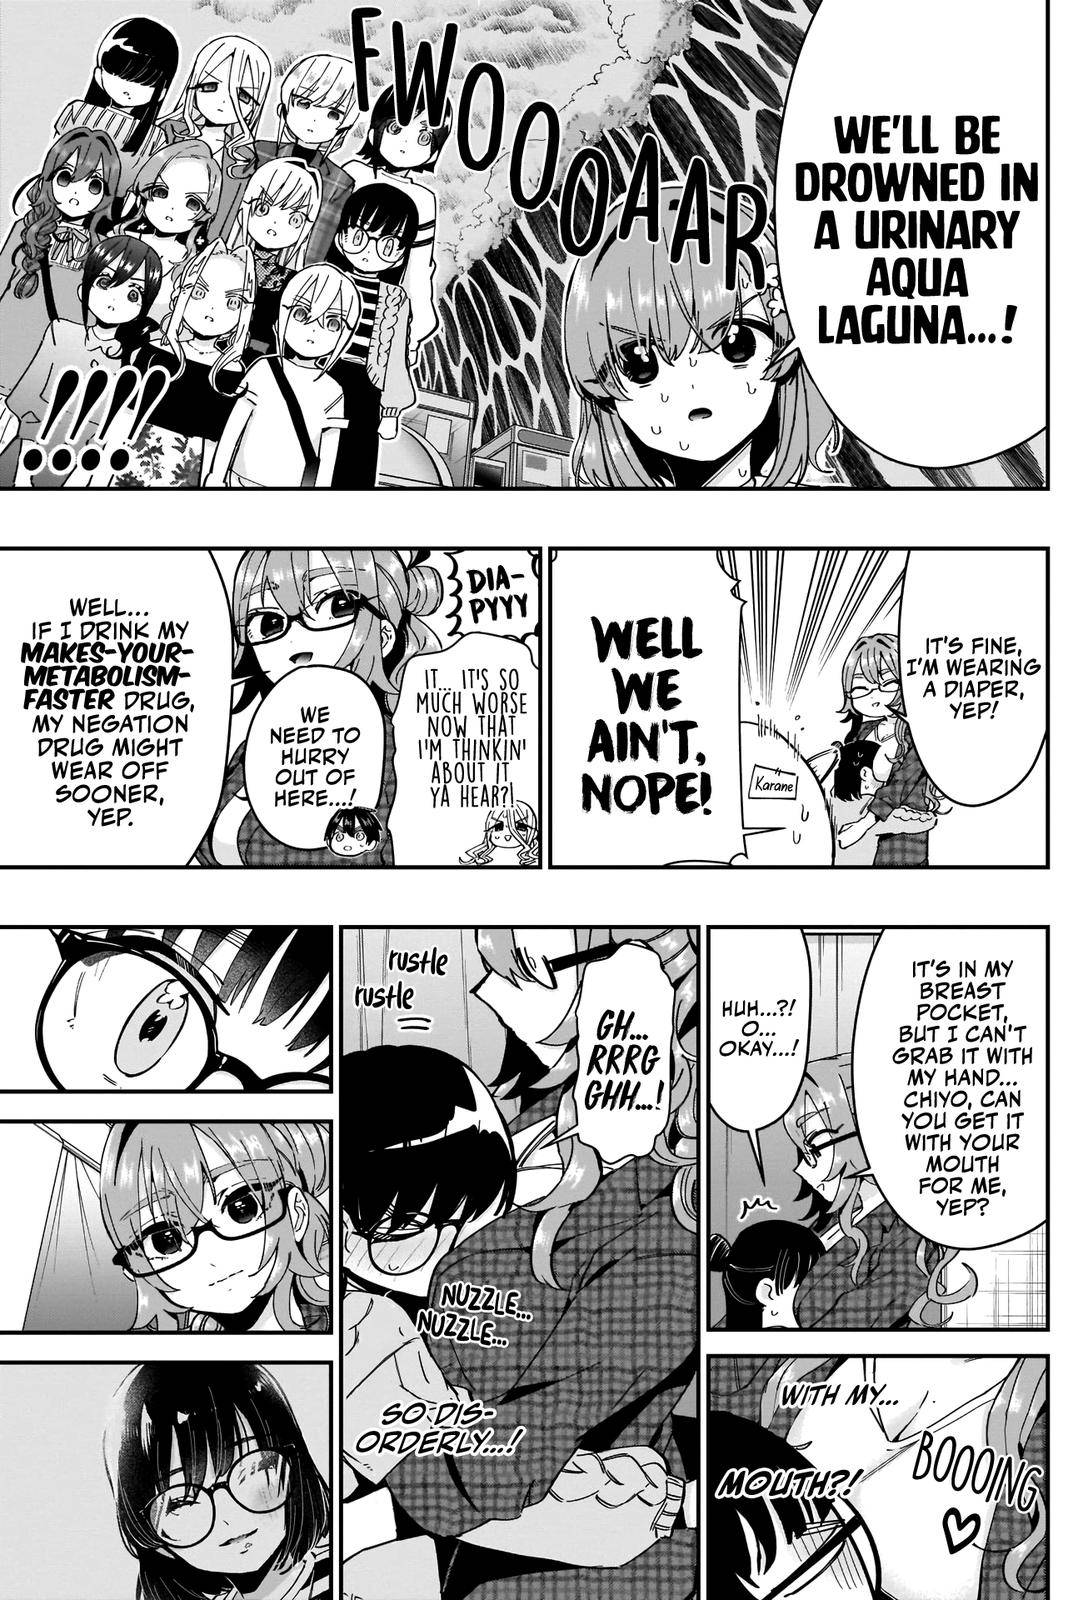 FWOOOOAAR
WE'LL BE
DROWNED IN
A URINARY
AQUA
LAGUNA...!
!!!!
IT'S FINE,
I'M WEARING
A DIAPER,
YEP!
Karane
WELL
WE
AIN'T,
NOPE!
DIA-
PYYY
IT... IT'S SO
MUCH WORSE
NOW THAT
I'M THINKIN'
ABOUT IT
YA HEAR?!
WE
NEED TO
HURRY
OUT OF
HERE...!
WELL...
IF I DRINK MY
MAKES-YOUR-
METABOLISM-
FASTER DRUG,
MY NEGATION
DRUG MIGHT
WEAR OFF
SOONER,
YEP.
IT'S IN MY
BREAST
POCKET,
BUT I CAN'T
GRAB IT WITH
MY HAND...
CHIYO, CAN
YOU GET IT
WITH YOUR
MOUTH
FOR ME,
YEP?
HUH...?!
O...
OKAY...!
WITH MY...
MOUTH?!
BOOOING
rustle
rustle
GH...
RRRG
GHH...!
NUZZLE...
NUZZLE...
SO DIS-
ORDERLY...!